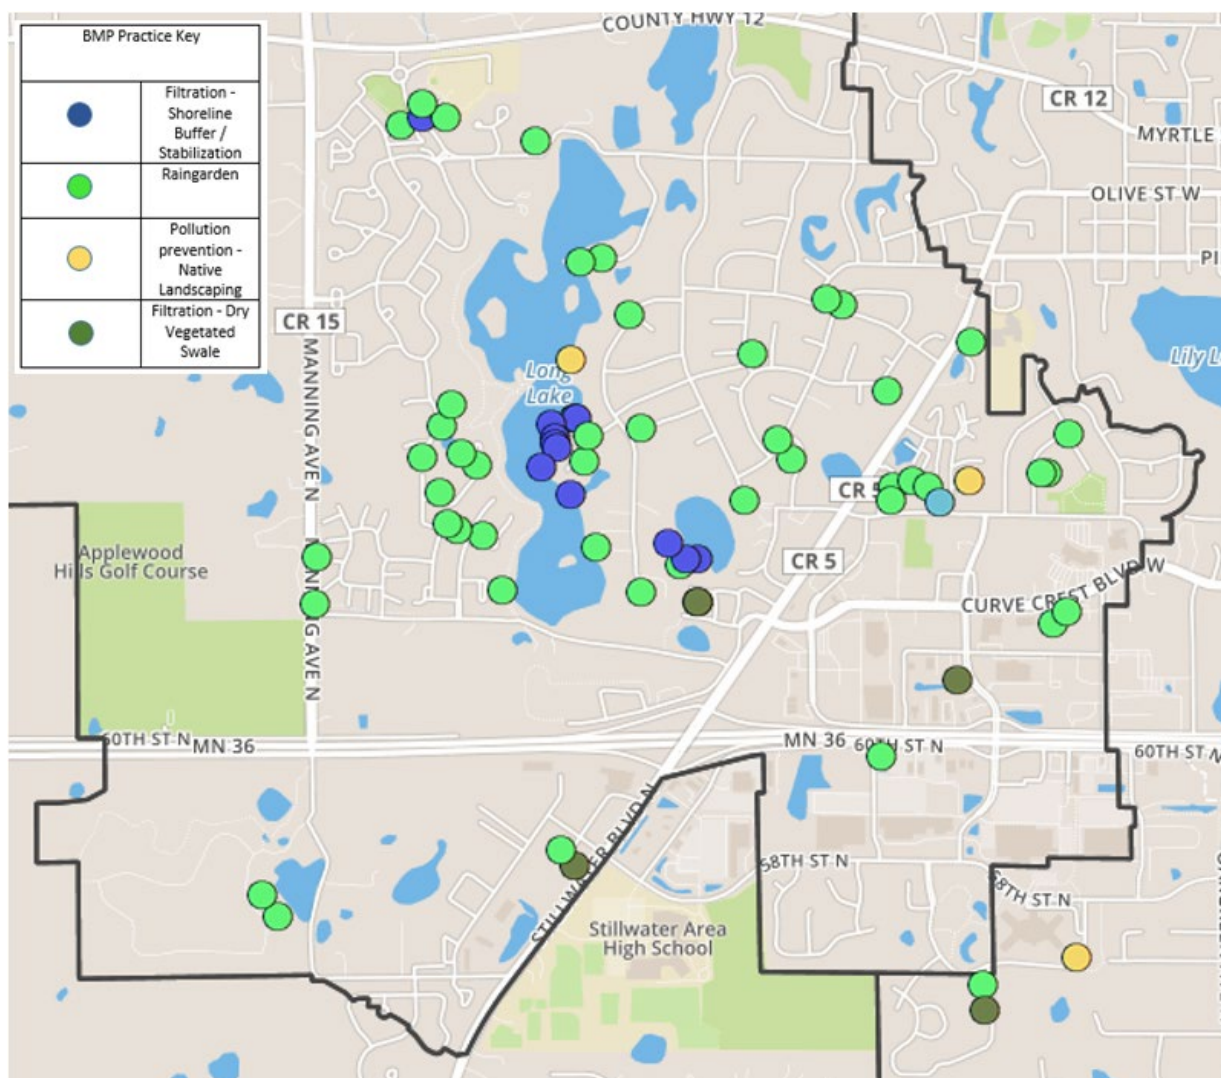 BMP Practice Key
Filtration -
Shoreline
Buffer /
Stabilization
Raingarden
Pollution
prevention -
Native
Landscaping
Filtration - Dry
Vegetated
Swale
COUNTY HWY 12
CR 12
MYRTLE
OLIVE ST W
PI
CR 15
MANNING AVE N
Long
Lake
Lily L
CR 5
CR 5
Applewood
Hills Golf Course
MANNING AVE N
CURVE CREST BLVD W
60TH ST N
MN 36
MN 36
60TH ST N
60TH ST N
STILLWATER BLVD N
58TH ST N
58TH ST N
Stillwater Area
High School